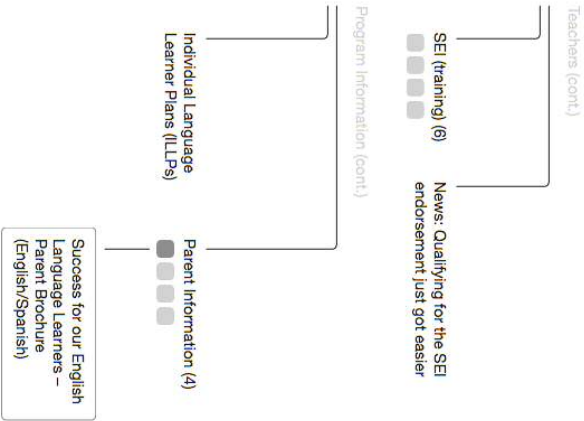 Teachers (cont.)
SEI (training) (6)
News: Qualifying for the SEI
endorsement just got easier
Program Information (cont.)
Individual Language
Learner Plans (ILLPs)
Parent Information (4)
Success for our English
Language Learners –
Parent Brochure
(English/Spanish)